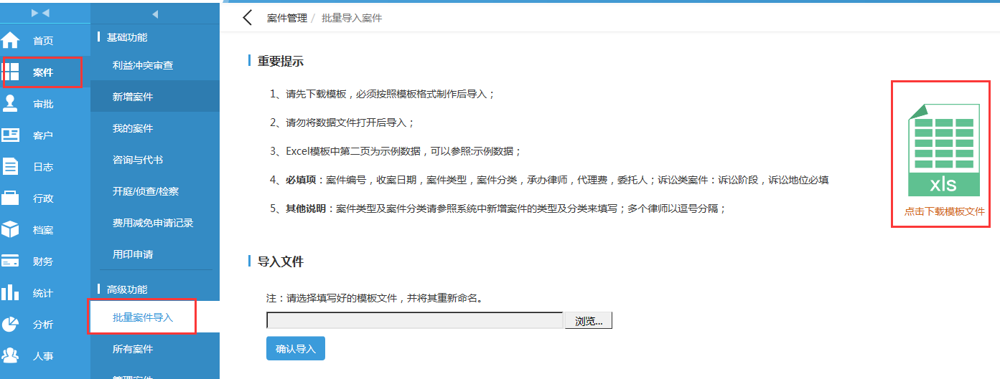 首页
案件
审批
客户
日志
行政
档案
财务
统计
分析
人事
基础功能
利益冲突审查
新增案件
我的案件
咨询与代书
开庭/侦查/检察
费用减免申请记录
用印申请
高级功能
批量案件导入
所有案件
管理案件
案件管理 / 批量导入案件
重要提示
1、请先下载模板，必须按照模板格式制作后导入；
2、请勿将数据文件打开后导入；
3、Excel模板中第二页为示例数据，可以参照:示例数据；
4、必填项：案件编号，收案日期，案件类型，案件分类，承办律师，代理费，委托人；诉讼类案件：诉讼阶段，诉讼地位必填
5、其他说明：案件类型及案件分类请参照系统中新增案件的类型及分类来填写；多个律师以逗号分隔；
xls
点击下载模板文件
导入文件
注：请选择填写好的模板文件，并将其重新命名。
浏览...
确认导入